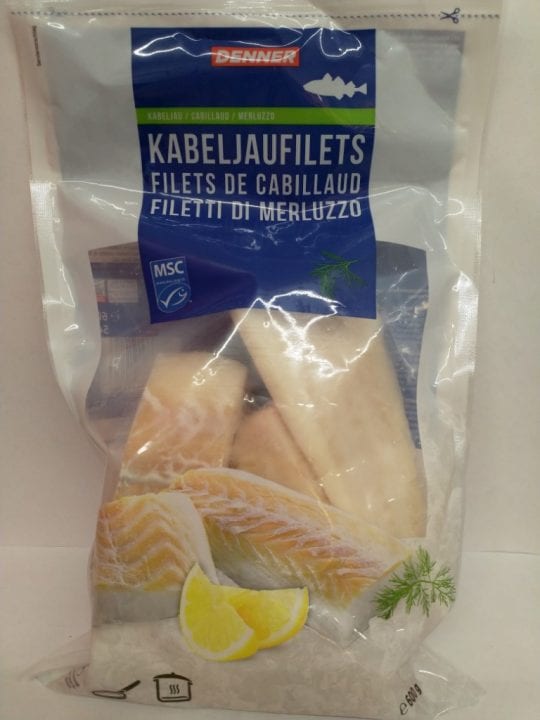 DENNER
KABELJAU / CABILLAUD / MERLUZZO
KABELJAUFILETS
FILETS DE CABILLAUD
FILETTI DI MERLUZZO
MSC
℮ 600 g